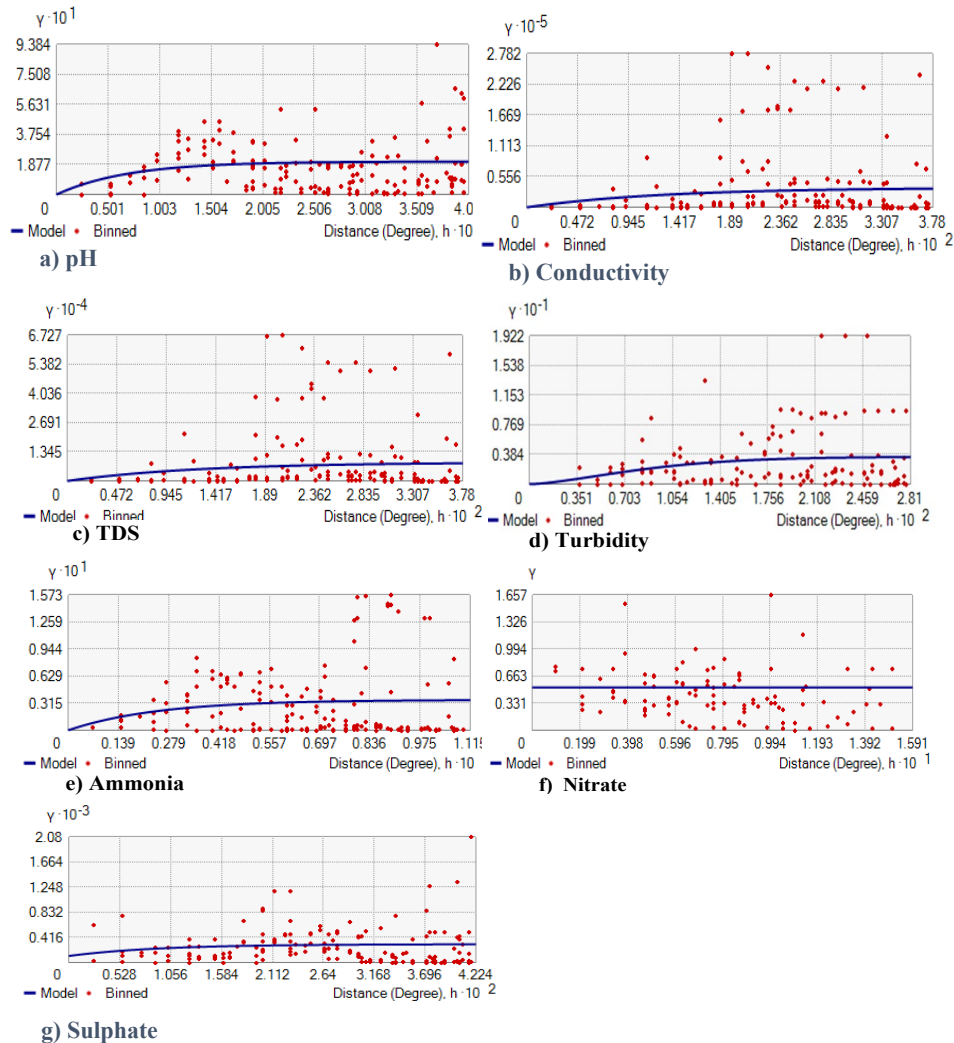 γ · 10 1
9.384
7.508
5.631
3.754
1.877
0 0.501 1.003 1.504 2.005 2.506 3.008 3.509 4.0
Model Binned Distance (Degree), h · 10
a) pH
γ · 10 -5
2.782
2.226
1.669
1.113
0.556
0 0.472 0.945 1.417 1.89 2.362 2.835 3.307 3.78
Model Binned Distance (Degree), h · 10 2
b) Conductivity
γ · 10 -4
6.727
5.382
4.036
2.691
1.345
0 0.472 0.945 1.417 1.89 2.362 2.835 3.307 3.78
Model Binned Distance (Degree), h · 10 2
c) TDS
γ · 10 -1
1.922
1.538
1.153
0.769
0.384
0 0.351 0.703 1.054 1.405 1.756 2.108 2.459 2.81
Model Binned Distance (Degree), h · 10 2
d) Turbidity
γ · 10 1
1.573
1.259
0.944
0.629
0.315
0 0.139 0.279 0.418 0.557 0.697 0.836 0.975 1.115
Model Binned Distance (Degree), h · 10
e) Ammonia
γ
1.657
1.326
0.994
0.663
0.331
0 0.199 0.398 0.596 0.795 0.994 1.193 1.392 1.591
Model Binned Distance (Degree), h · 10 1
f) Nitrate
γ · 10 -3
2.08
1.664
1.248
0.832
0.416
0 0.528 1.056 1.584 2.112 2.64 3.168 3.696 4.224
Model Binned Distance (Degree), h · 10 2
g) Sulphate